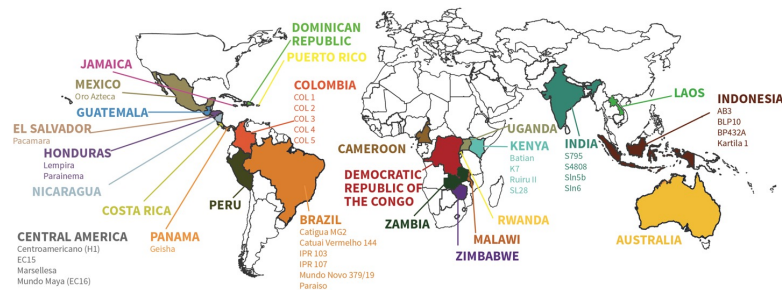 DOMINICAN
REPUBLIC
PUERTO RICO
JAMAICA
MEXICO
Oro Azteca
GUATEMALA
EL SALVADOR
Pacamara
HONDURAS
Lempira
Parainema
NICARAGUA
COSTA RICA
CENTRAL AMERICA
Centroamericano (H1)
EC15
Marsellesa
Mundo Maya (EC16)
PANAMA
Geisha
COLOMBIA
COL 1
COL 2
COL 3
COL 4
COL 5
PERU
BRAZIL
Catigua MG2
Catuai Vermelho 144
IPR 103
IPR 107
Mundo Novo 379/19
Paraiso
CAMEROON
DEMOCRATIC
REPUBLIC OF
THE CONGO
ZAMBIA
UGANDA
KENYA
Batian
K7
Ruiru II
SL28
RWANDA
MALAWI
ZIMBABWE
INDIA
S795
S4808
Sln5b
Sln6
LAOS
INDONESIA
AB3
BLP10
BP432A
Kartila 1
AUSTRALIA